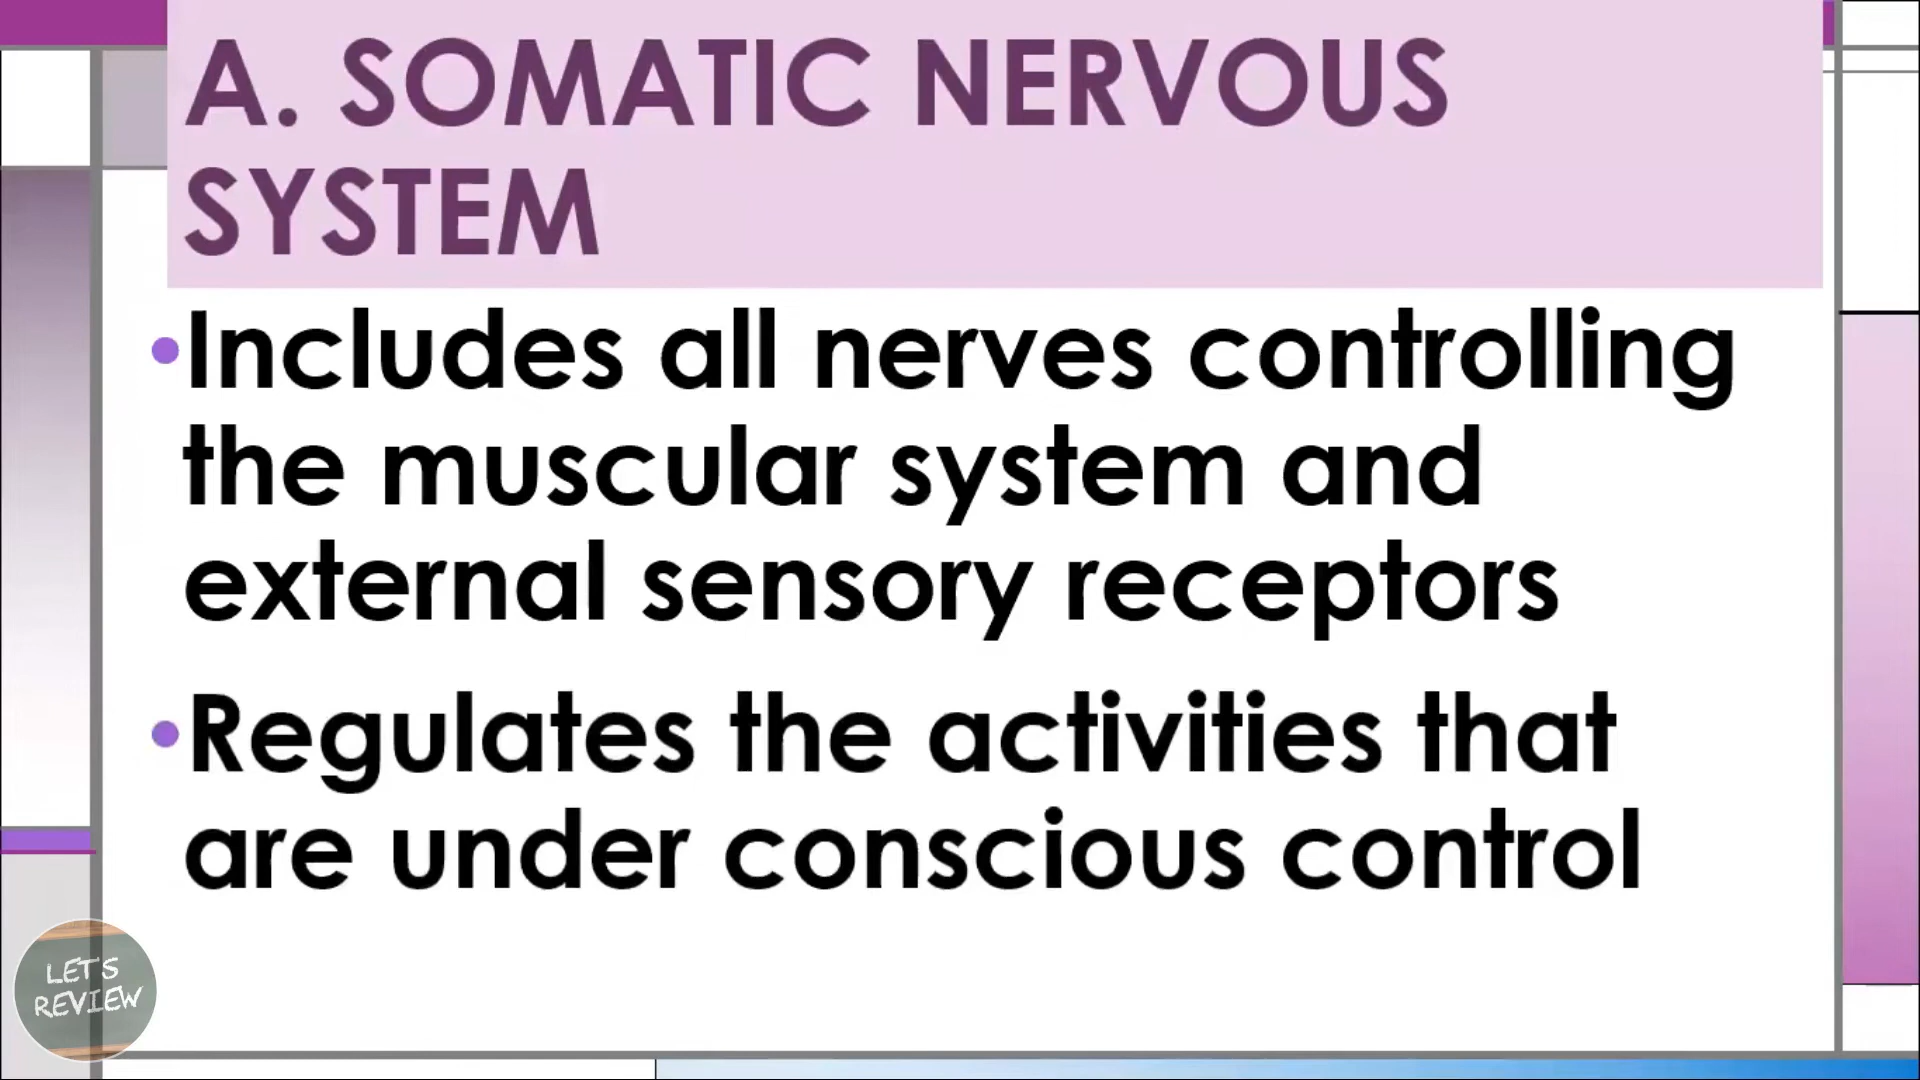 A. SOMATIC NERVOUS
SYSTEM
•Includes all nerves controlling
the muscular system and
external sensory receptors
•Regulates the activities that
are under conscious control
LET'S
REVIEW